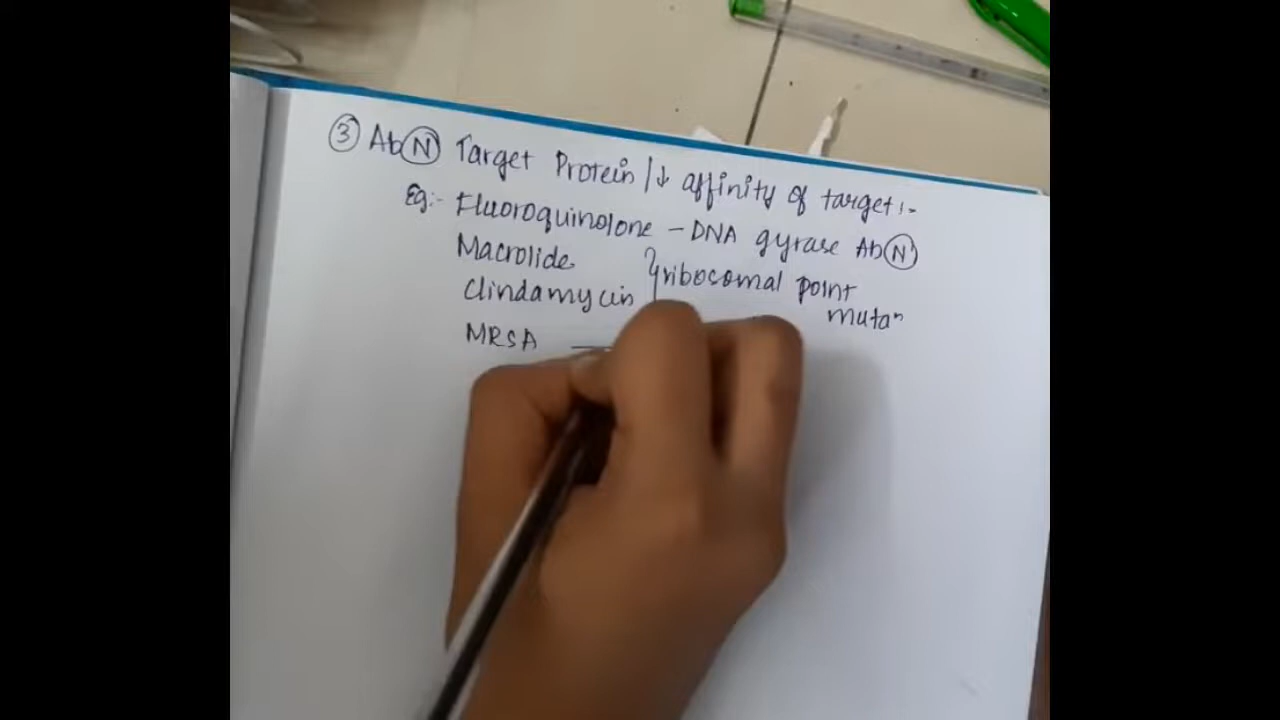 ③ Ab Ⓝ Target Protein / ↓ affinity of target :-
Eg:- Fluoroquinolone - DNA gyrase Ab Ⓝ
Macrolide } ribosomal point
Clindamycin mutaⁿ
MRSA —